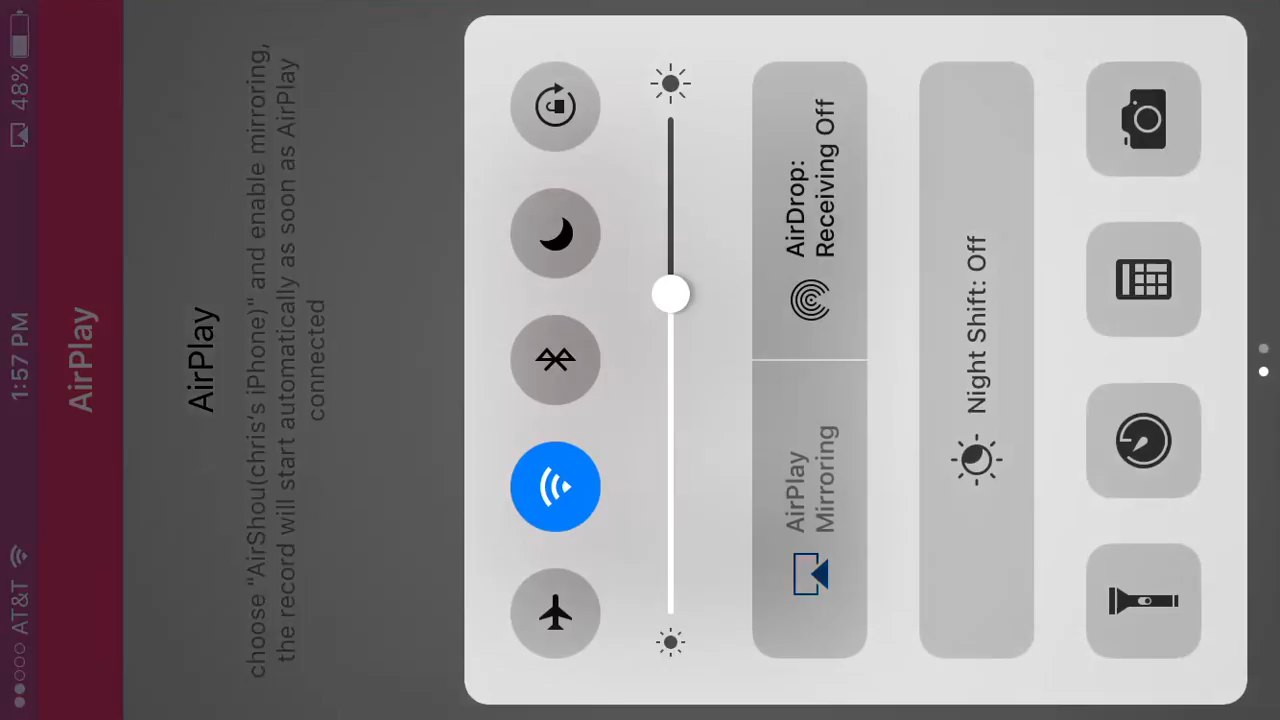 AT&T
1:57 PM
48%
AirPlay
AirPlay
choose "AirShou(chris's iPhone)" and enable mirroring,
the record will start automatically as soon as AirPlay
connected
AirPlay
Mirroring
AirDrop:
Receiving Off
Night Shift: Off